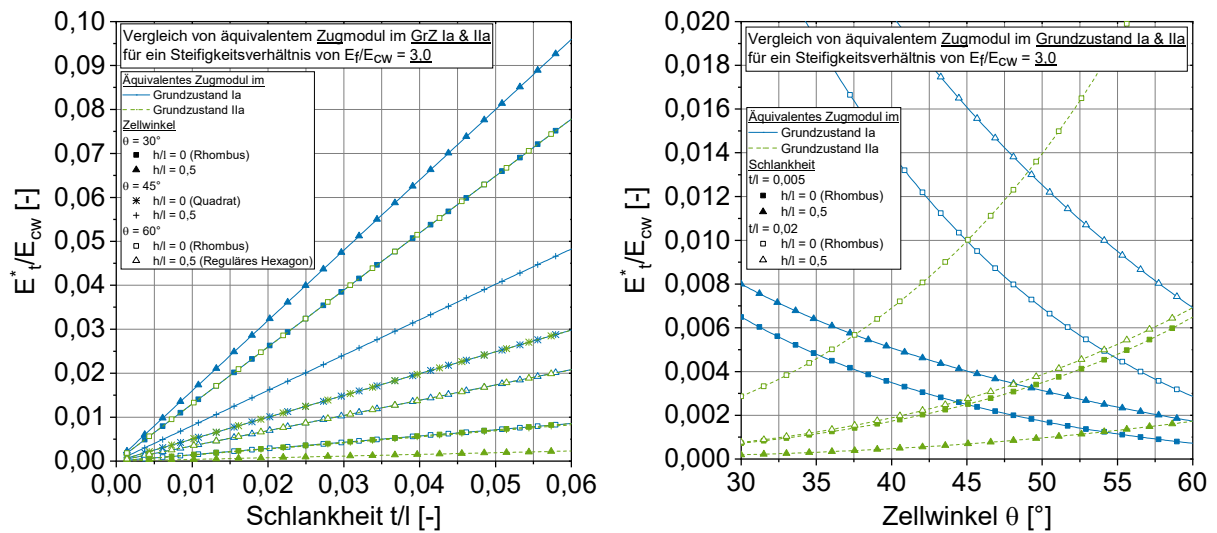 Vergleich von äquivalentem Zugmodul im GrZ Ia & IIa
für ein Steifigkeitsverhältnis von Ef/Ecw = 3,0
Äquivalentes Zugmodul im
Grundzustand Ia
Grundzustand IIa
Zellwinkel
θ = 30°
h/l = 0 (Rhombus)
h/l = 0,5
θ = 45°
h/l = 0 (Quadrat)
h/l = 0,5
θ = 60°
h/l = 0 (Rhombus)
h/l = 0,5 (Reguläres Hexagon)
0,10
0,09
0,08
0,07
0,06
0,05
0,04
0,03
0,02
0,01
0,00
E*t/Ecw [-]
0,00 0,01 0,02 0,03 0,04 0,05 0,06
Schlankheit t/l [-]
Vergleich von äquivalentem Zugmodul im Grundzustand Ia & IIa
für ein Steifigkeitsverhältnis von Ef/ECW = 3,0
Äquivalentes Zugmodul im
Grundzustand Ia
Grundzustand IIa
Schlankheit
t/l = 0,005
h/l = 0 (Rhombus)
h/l = 0,5
t/l = 0,02
h/l = 0 (Rhombus)
h/l = 0,5
0,020
0,018
0,016
0,014
0,012
0,010
0,008
0,006
0,004
0,002
0,000
E*t/Ecw [-]
30 35 40 45 50 55 60
Zellwinkel θ [°]